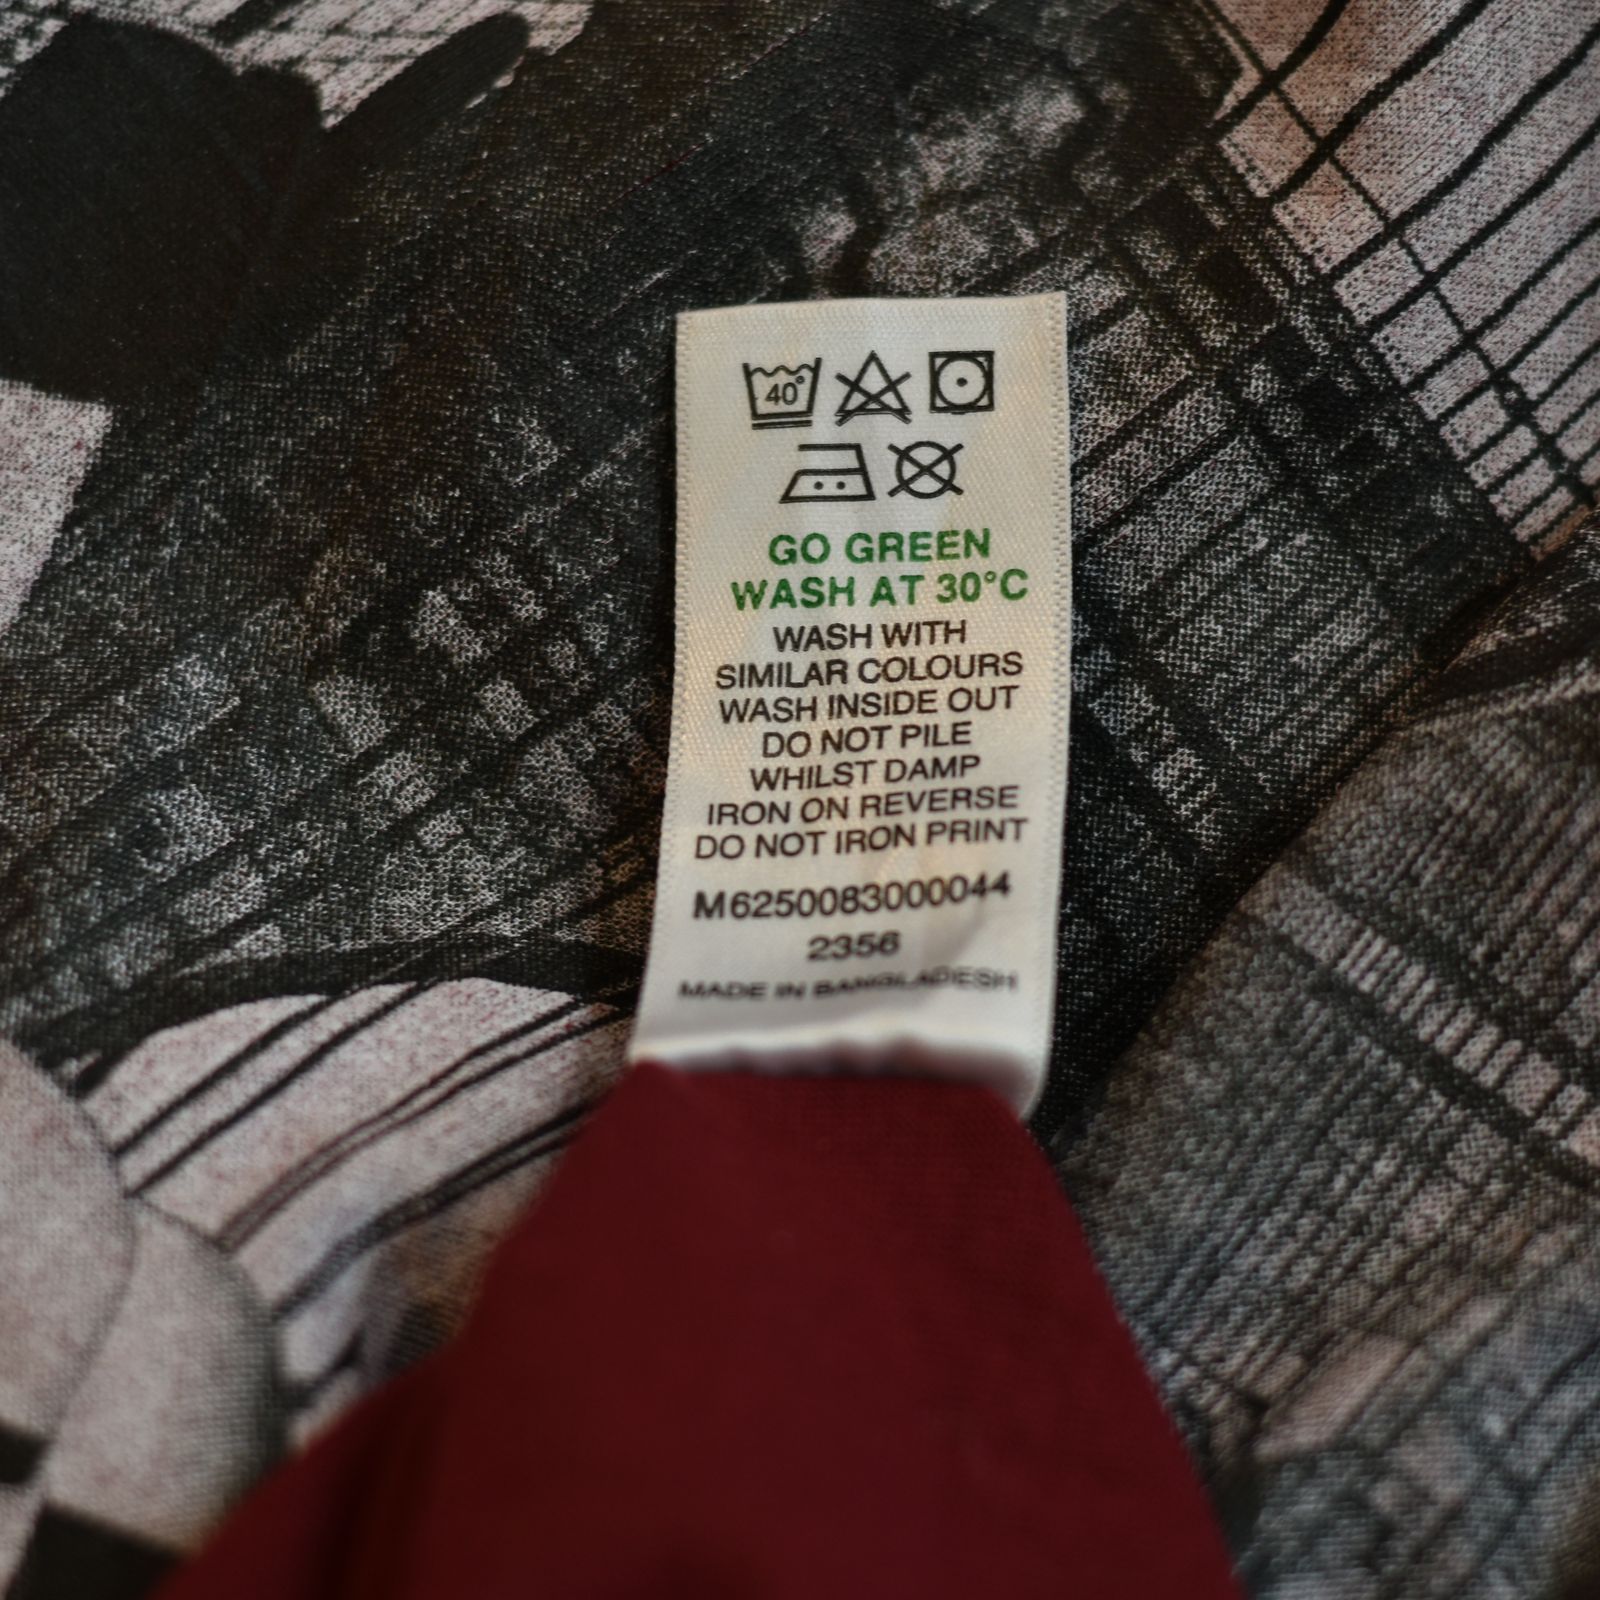 40°
GO GREEN
WASH AT 30°C
WASH WITH
SIMILAR COLOURS
WASH INSIDE OUT
DO NOT PILE
WHILST DAMP
IRON ON REVERSE
DO NOT IRON PRINT
M6250083000044
2356
MADE IN BANGLADESH